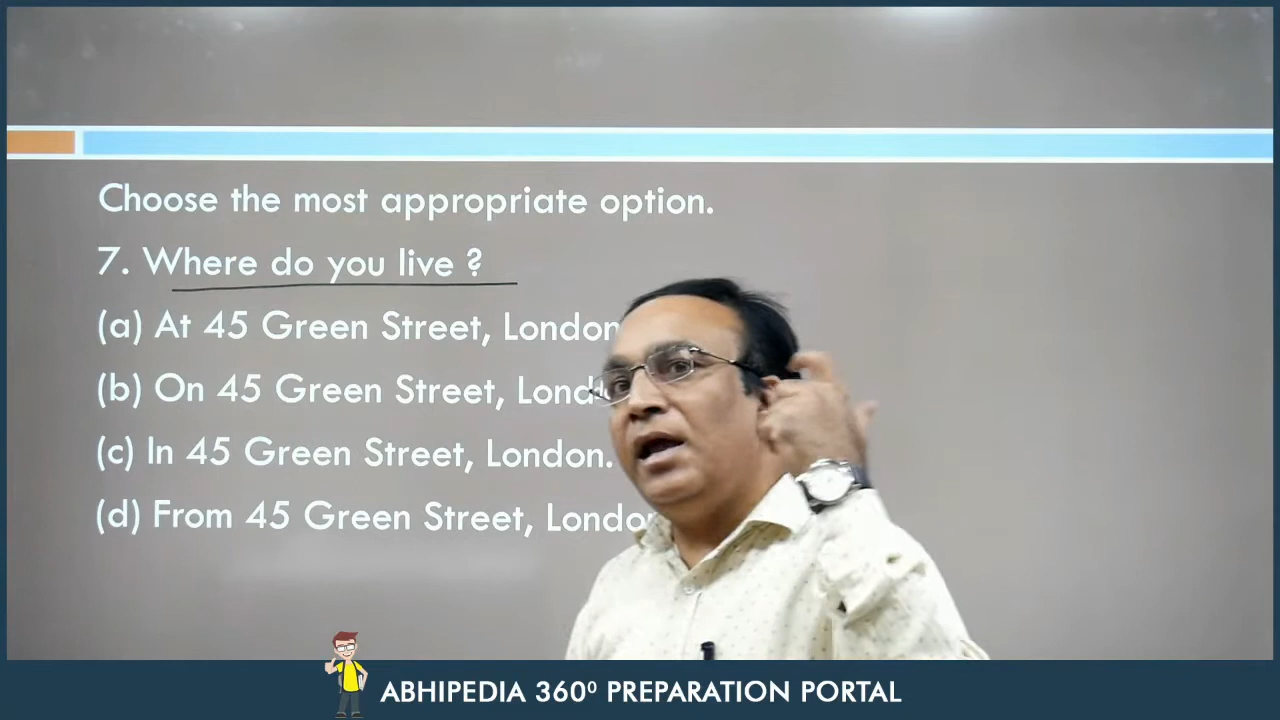 Choose the most appropriate option.
7. Where do you live ?
(a) At 45 Green Street, London
(b) On 45 Green Street,
(c) In 45 Green Street, London.
(d) From 45 Green Street,
ABHIPEDIA 360⁰ PREPARATION PORTAL